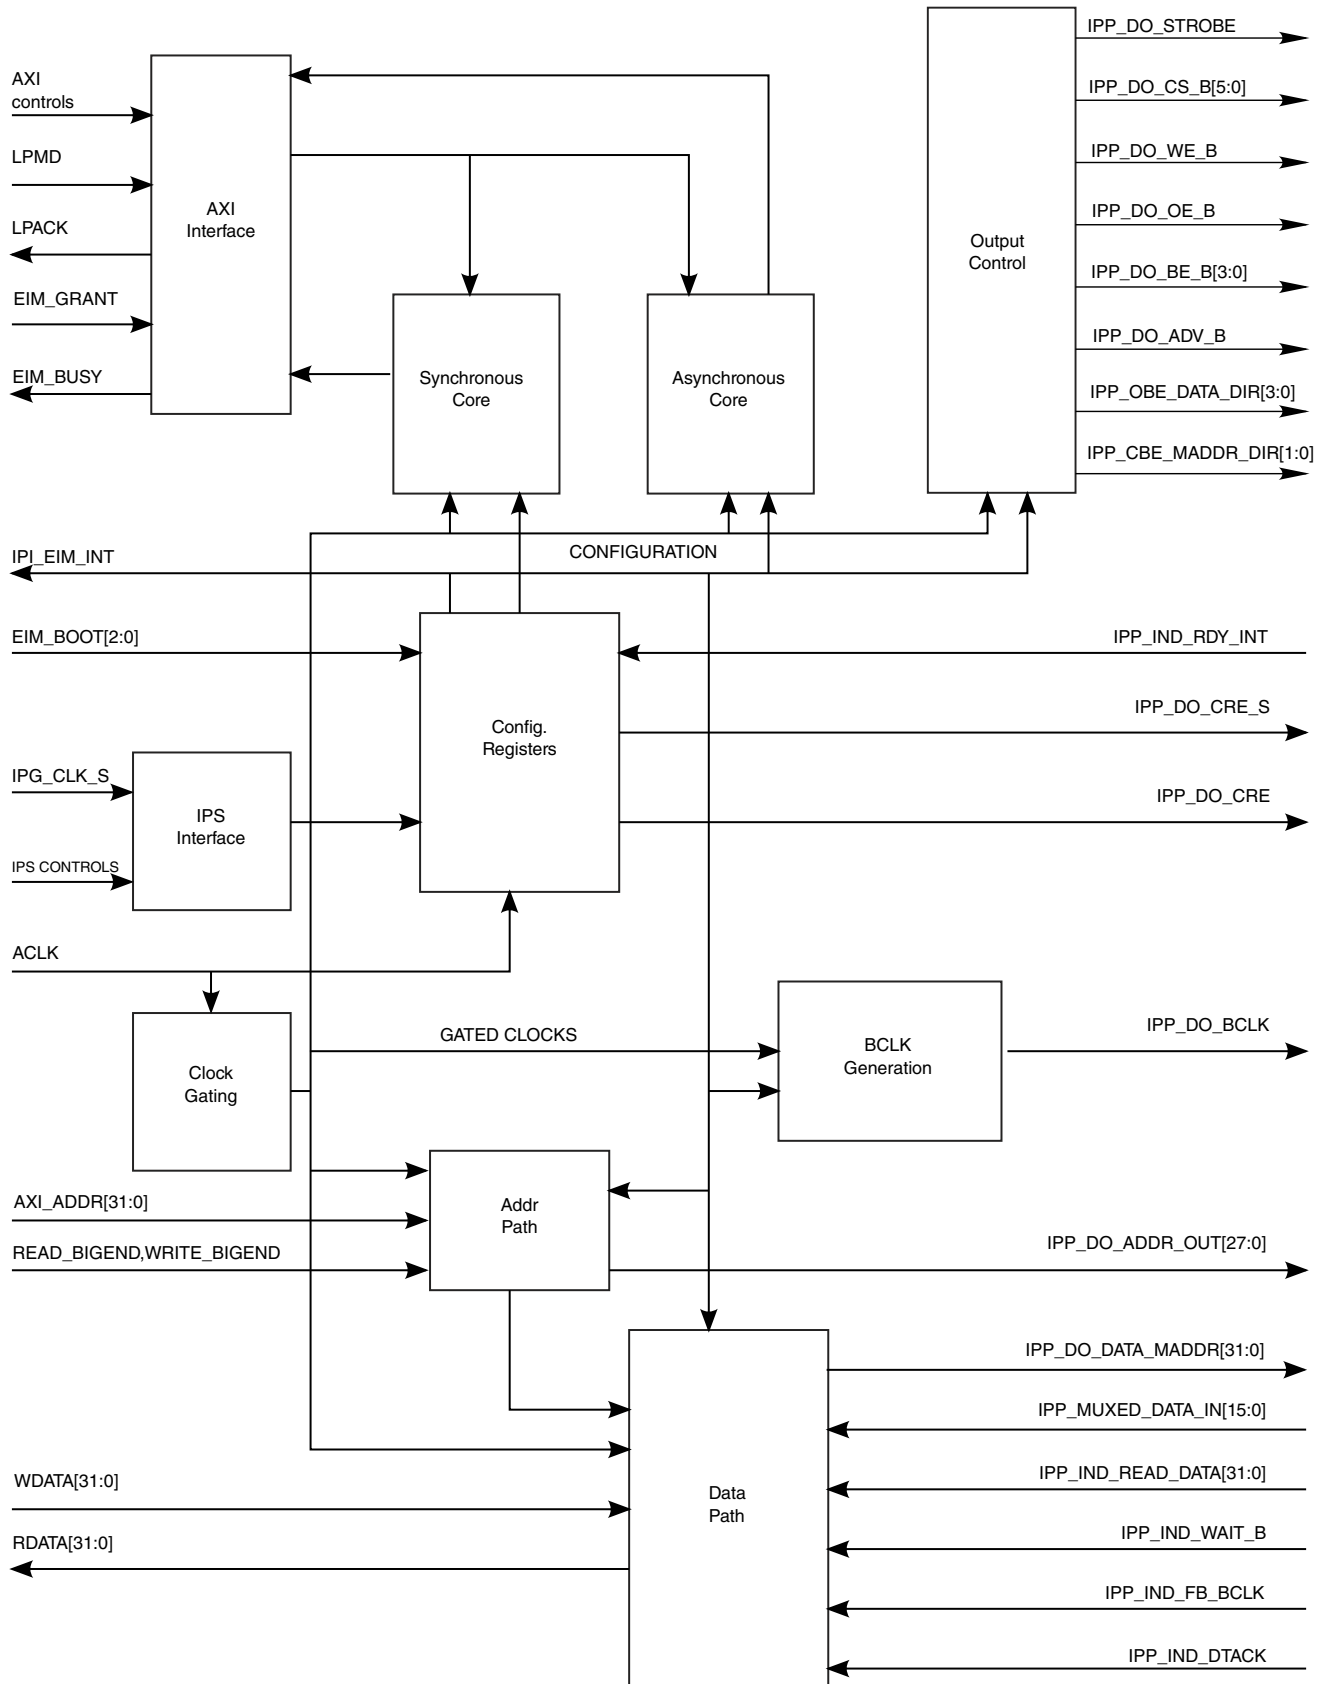 IPP_DO_STROBE
AXI
controls
IPP_DO_CS_B[5:0]
LPMD
IPP_DO_WE_B
AXI
Interface
LPACK
IPP_DO_OE_B
Output
Control
EIM_GRANT
IPP_DO_BE_B[3:0]
IPP_DO_ADV_B
EIM_BUSY
Synchronous
Core
Asynchronous
Core
IPP_OBE_DATA_DIR[3:0]
IPP_CBE_MADDR_DIR[1:0]
IPI_EIM_INT
CONFIGURATION
EIM_BOOT[2:0]
IPP_IND_RDY_INT
IPP_DO_CRE_S
Config.
Registers
IPG_CLK_S
IPP_DO_CRE
IPS
Interface
IPS CONTROLS
ACLK
GATED CLOCKS
IPP_DO_BCLK
BCLK
Generation
Clock
Gating
AXI_ADDR[31:0]
Addr
Path
READ_BIGEND,WRITE_BIGEND
IPP_DO_ADDR_OUT[27:0]
IPP_DO_DATA_MADDR[31:0]
IPP_MUXED_DATA_IN[15:0]
WDATA[31:0]
IPP_IND_READ_DATA[31:0]
Data
Path
RDATA[31:0]
IPP_IND_WAIT_B
IPP_IND_FB_BCLK
IPP_IND_DTACK